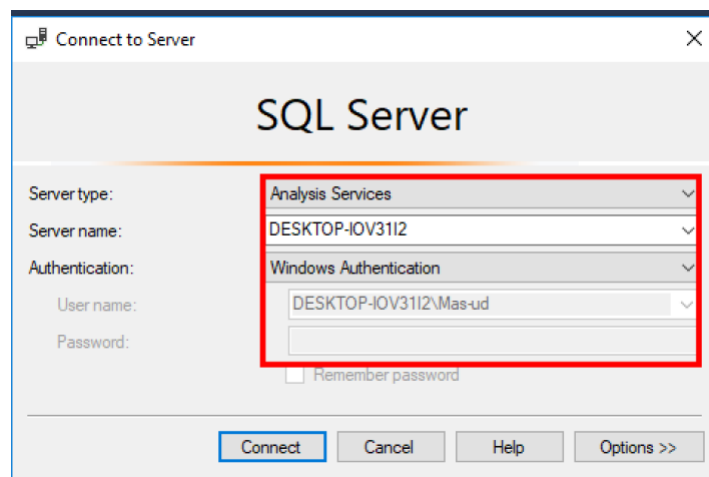 Connect to Server
SQL Server
Server type: Analysis Services
Server name: DESKTOP-IOV31I2
Authentication: Windows Authentication
User name: DESKTOP-IOV31I2\Mas-ud
Password:
Remember password
Connect Cancel Help Options >>